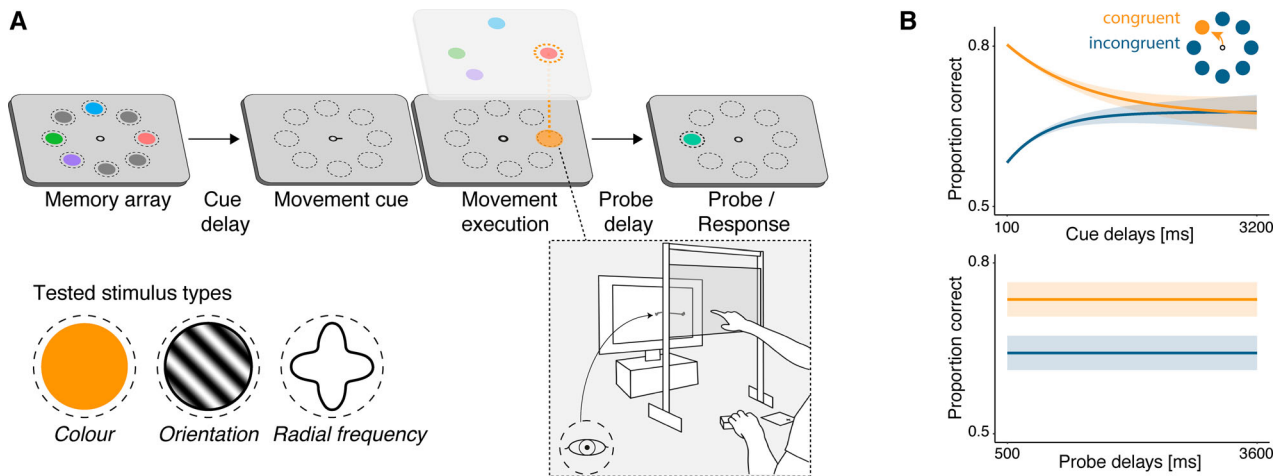 A
Memory array
Cue
delay
Movement cue
Movement
execution
Probe
delay
Probe /
Response
Tested stimulus types
Colour
Orientation
Radial frequency
B
congruent
incongruent
0.8
Proportion correct
0.5
100
Cue delays [ms]
3200
0.8
Proportion correct
0.5
500
Probe delays [ms]
3600